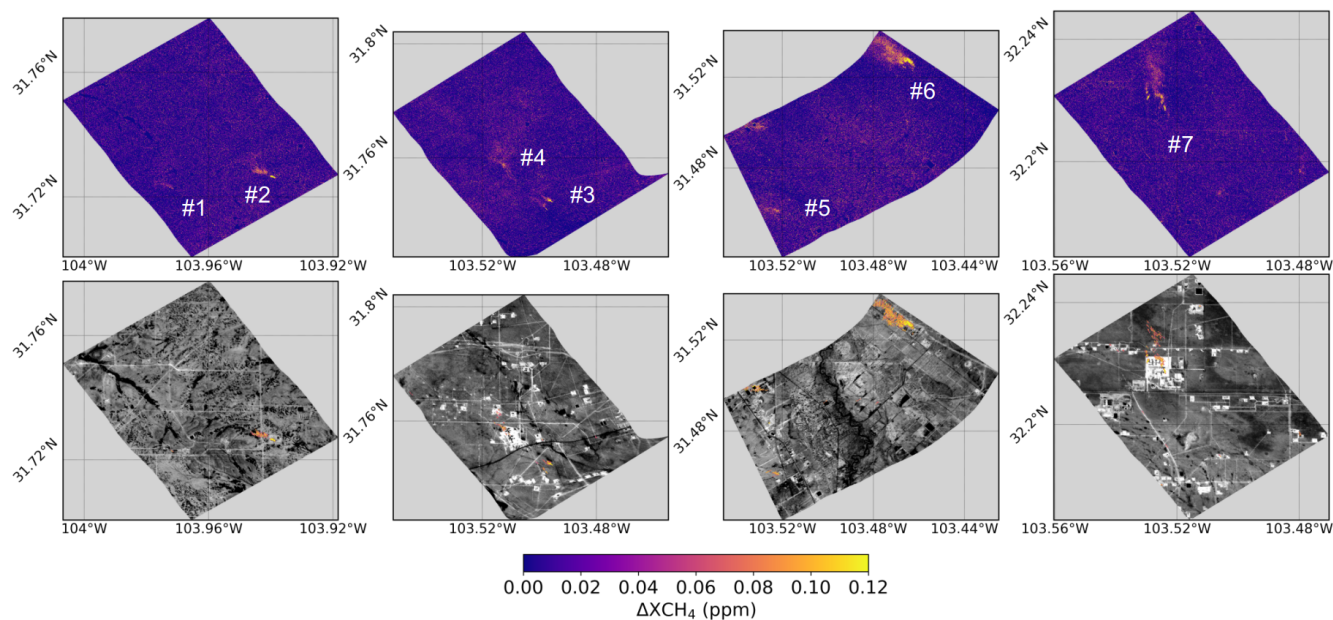 31.76°N
31.72°N
#1
#2
104°W
103.96°W
103.92°W
31.8°N
31.76°N
#4
#3
103.52°W
103.48°W
31.52°N
31.48°N
#6
#5
103.52°W
103.48°W
103.44°W
32.24°N
32.2°N
#7
103.56°W
103.52°W
103.48°W
31.76°N
31.72°N
104°W
103.96°W
103.92°W
31.8°N
31.76°N
103.52°W
103.48°W
31.52°N
31.48°N
103.52°W
103.48°W
103.44°W
32.24°N
32.2°N
103.56°W
103.52°W
103.48°W
0.00 0.02 0.04 0.06 0.08 0.10 0.12
ΔXCH₄ (ppm)